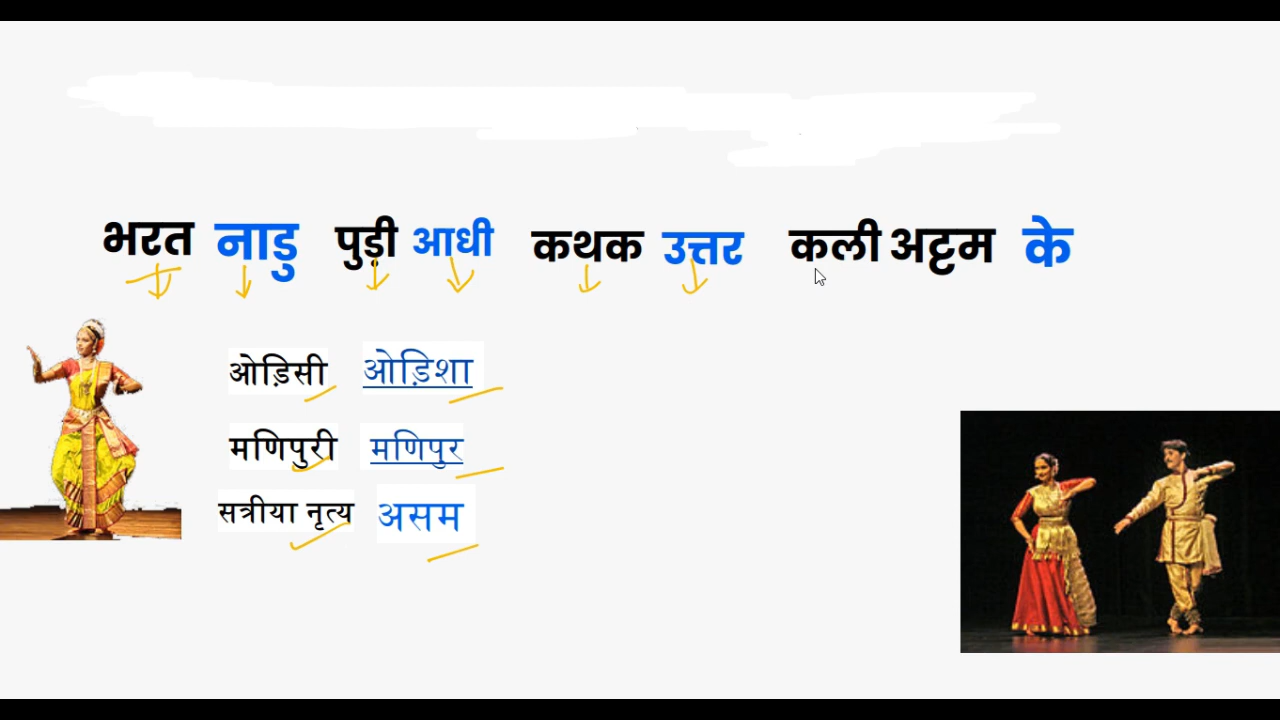 भरत नाडु पुड़ी आधी कथक उत्तर कली अट्टम के
ओड़िसी ओड़िशा
मणिपुरी मणिपुर
सत्रीया नृत्य असम